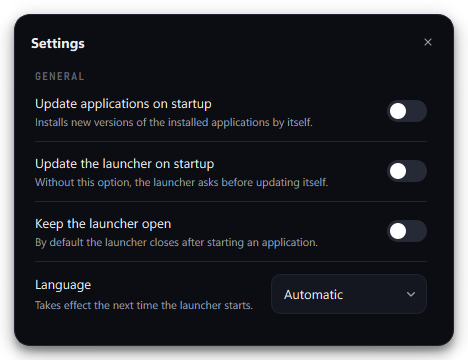 Settings
GENERAL
Update applications on startup
Installs new versions of the installed applications by itself.
Update the launcher on startup
Without this option, the launcher asks before updating itself.
Keep the launcher open
By default the launcher closes after starting an application.
Language
Automatic
Takes effect the next time the launcher starts.